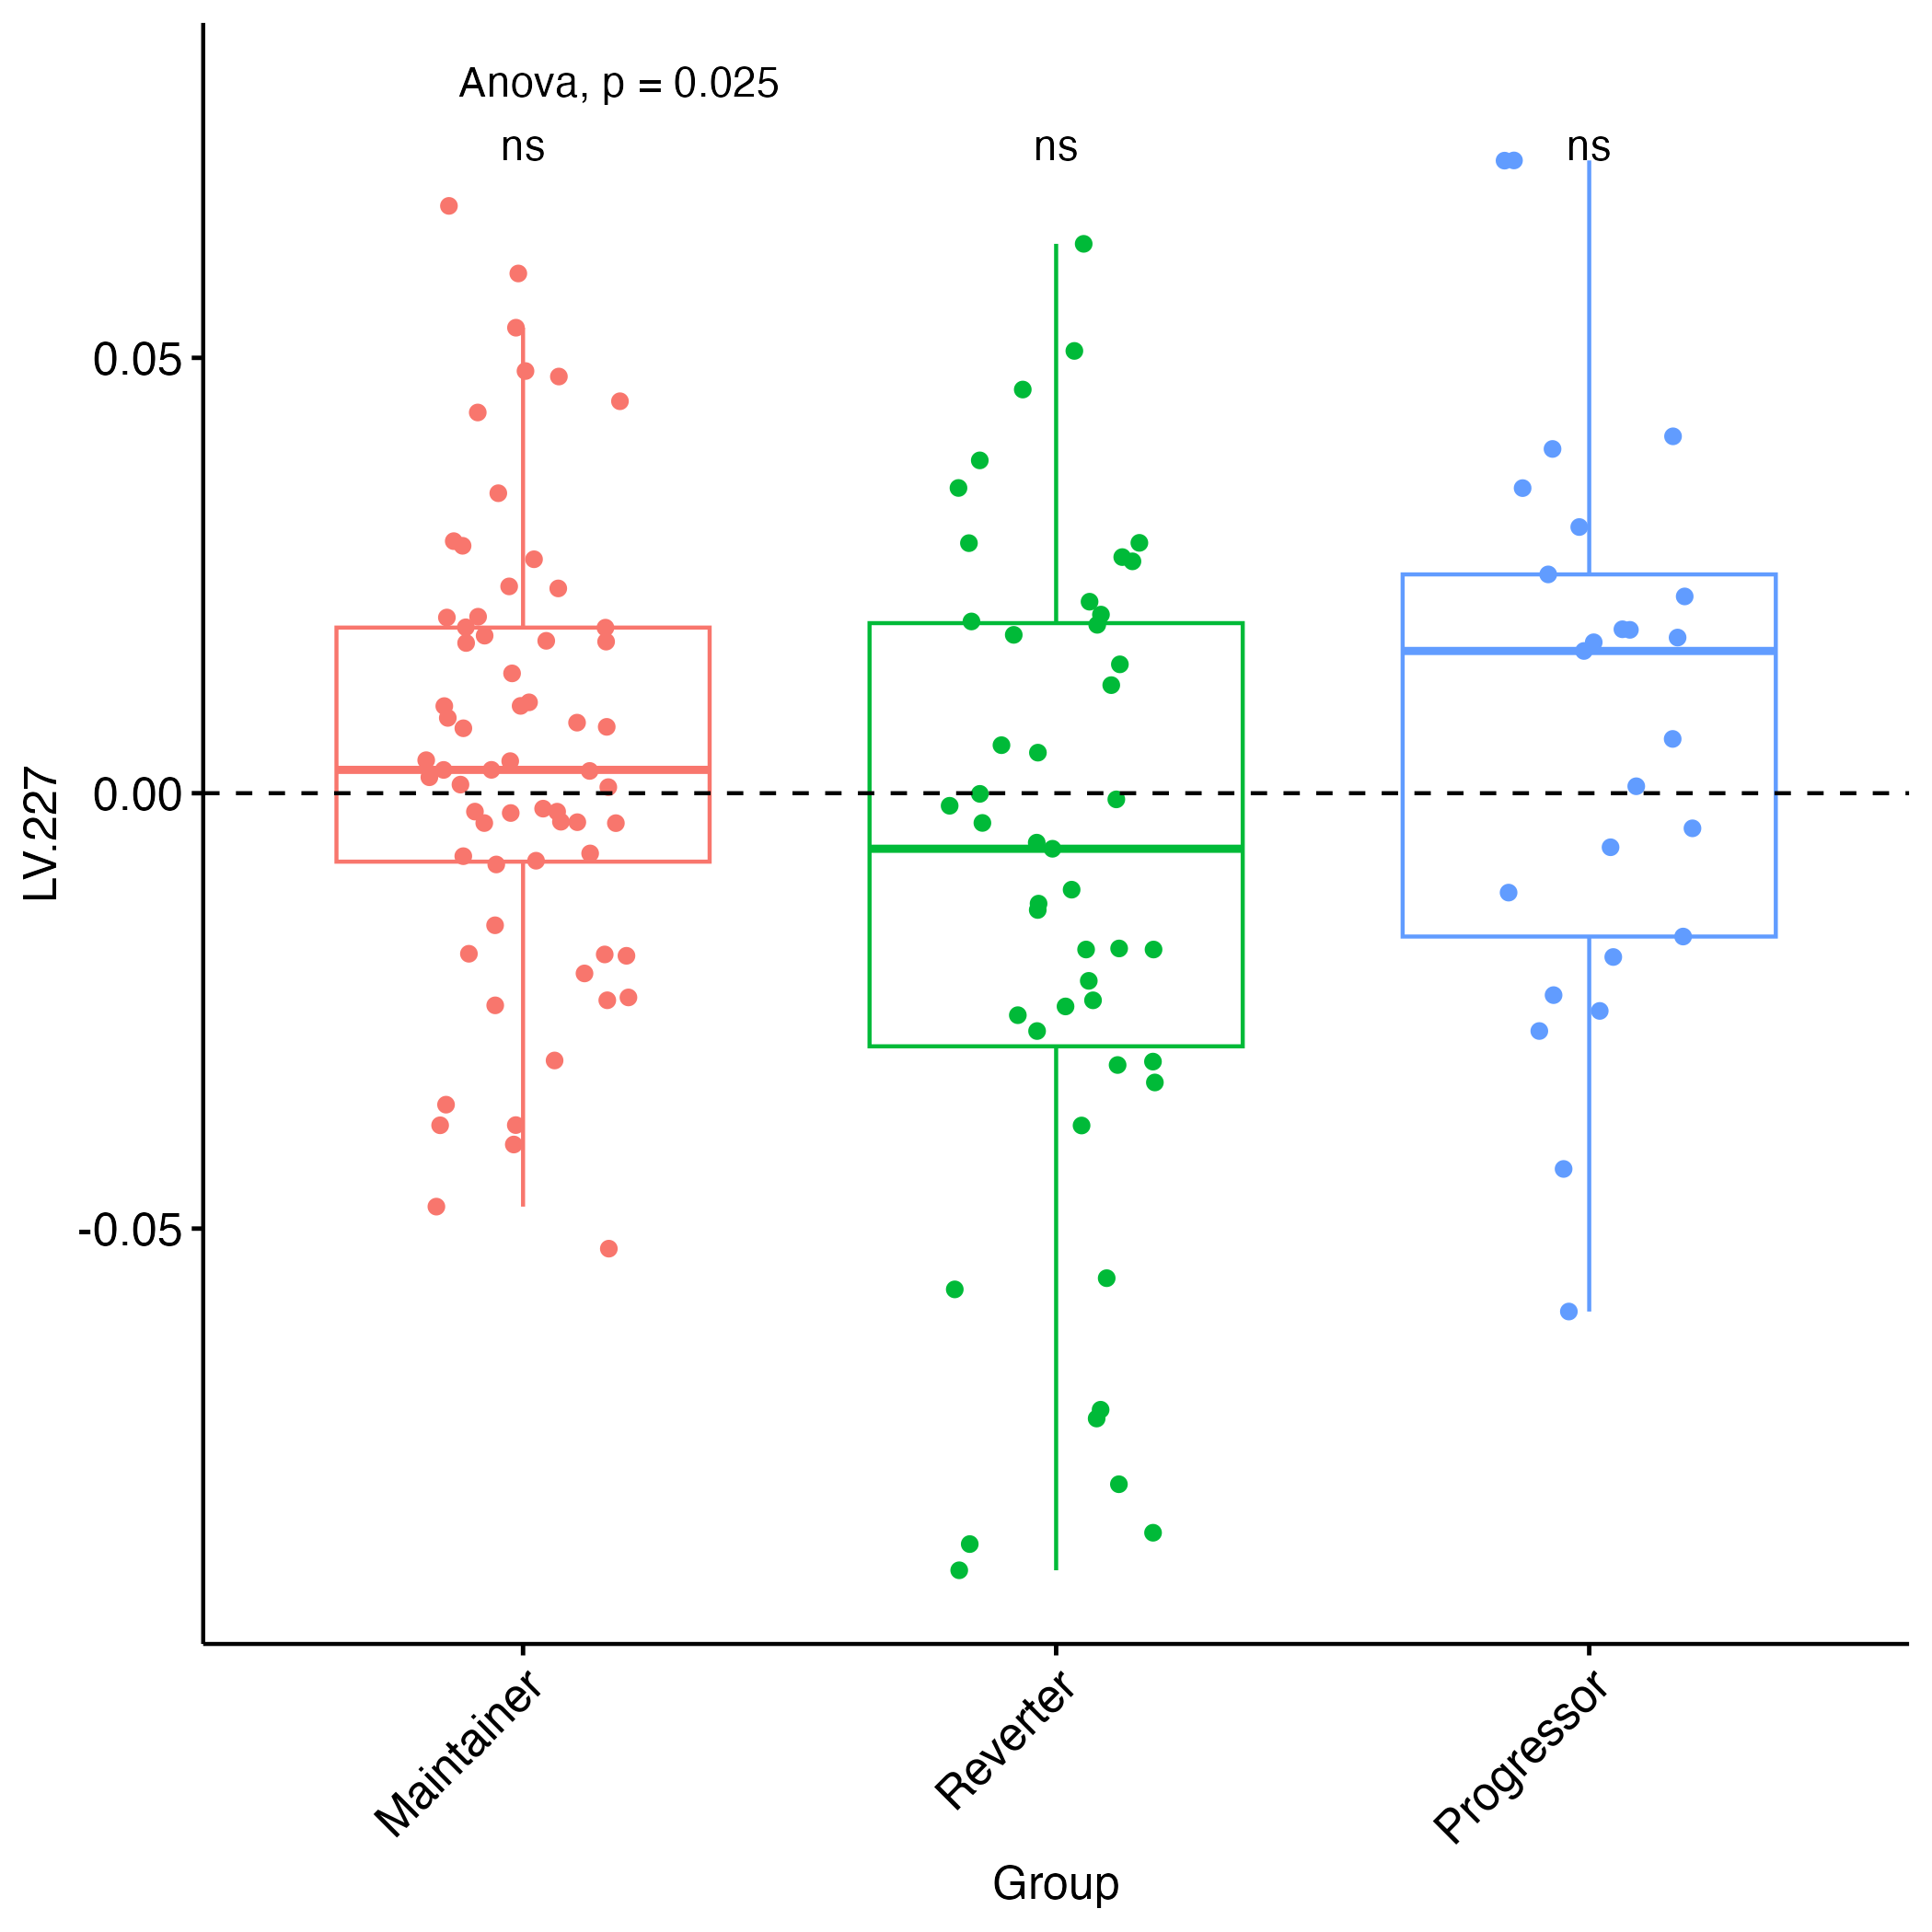 Anova, p = 0.025
ns
ns
ns
0.05
0.00
-0.05
LV.227
Maintainer
Reverter
Progressor
Group